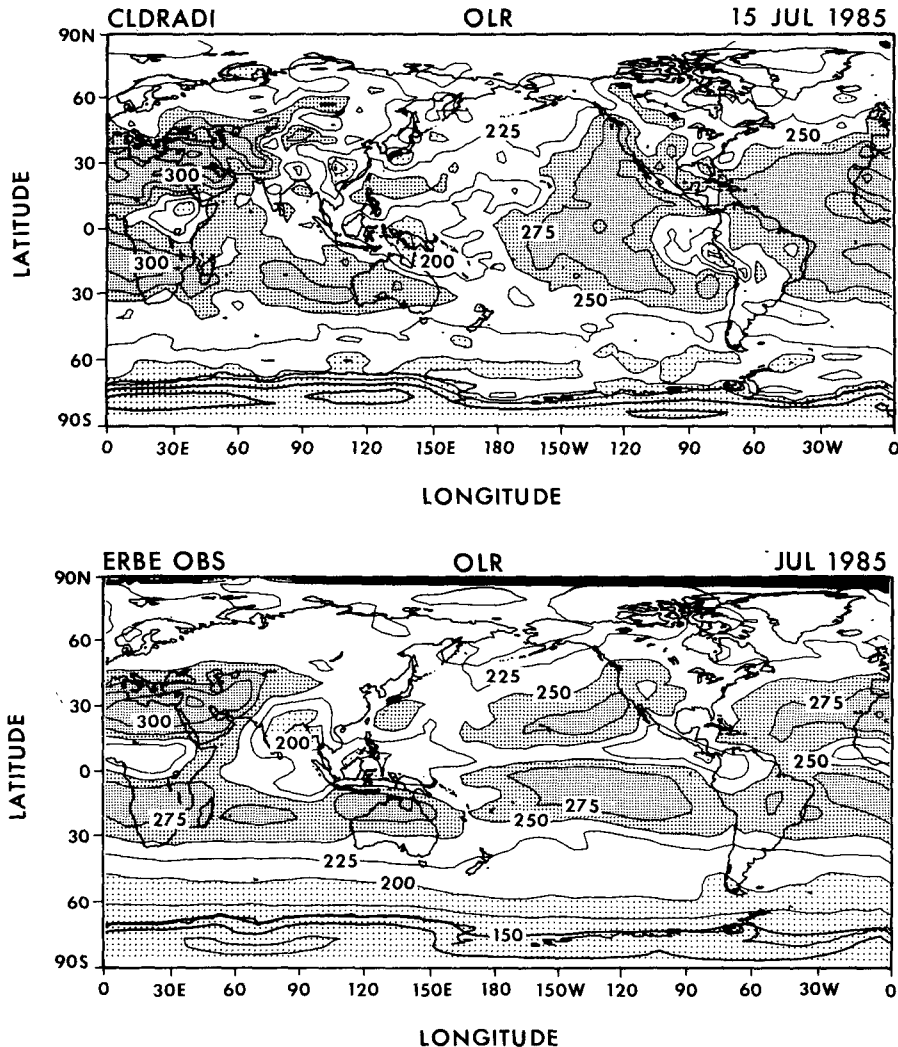 CLDRADI OLR 15 JUL 1985
90N
60
30
0
30
60
90S
LATITUDE
225
250
300
275
200
300
250
0 30E 60 90 120 150E 180 150W 120 90 60 30W 0
LONGITUDE
ERBE OBS OLR JUL 1985
90N
60
30
0
30
60
90S
LATITUDE
225
250
275
300
200
250
275
275
250
225
200
150
0 30E 60 90 120 150E 180 150W 120 90 60 30W 0
LONGITUDE